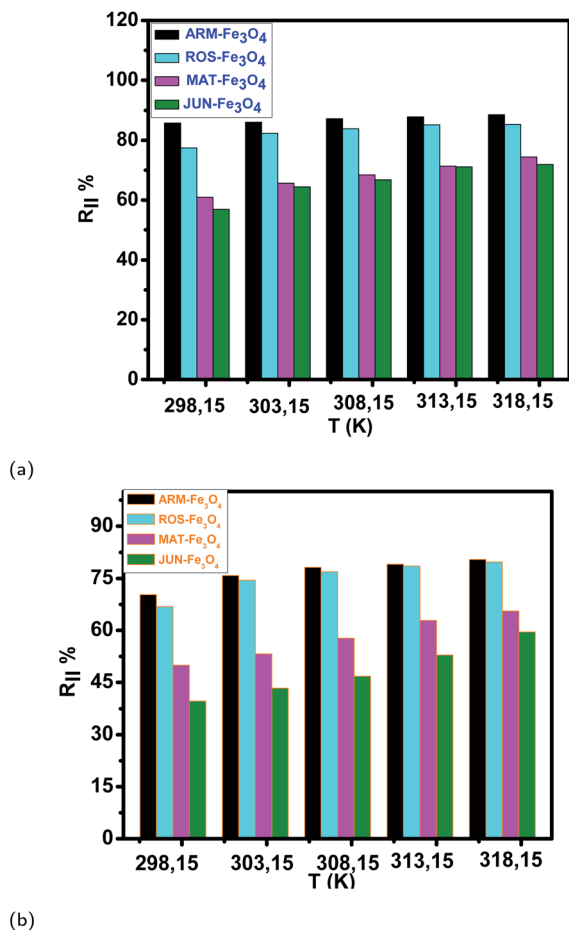 120
100
80
60
40
20
0
R_II %
ARM-Fe₃O₄
ROS-Fe₃O₄
MAT-Fe₃O₄
JUN-Fe₃O₄
298,15 303,15 308,15 313,15 318,15
T (K)
(a)
90
75
60
45
30
15
0
R_II %
ARM-Fe₃O₄
ROS-Fe₃O₄
MAT-Fe₃O₄
JUN-Fe₃O₄
298,15 303,15 308,15 313,15 318,15
T (K)
(b)